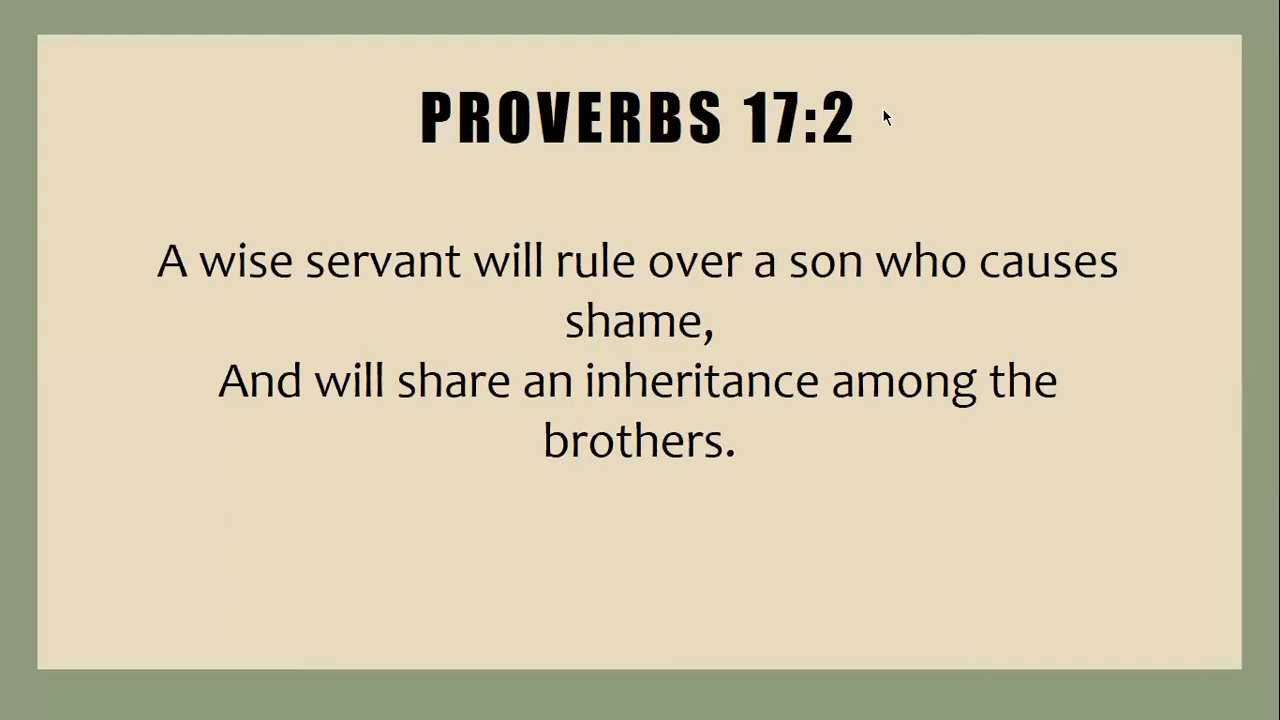 PROVERBS 17:2
A wise servant will rule over a son who causes
shame,
And will share an inheritance among the
brothers.